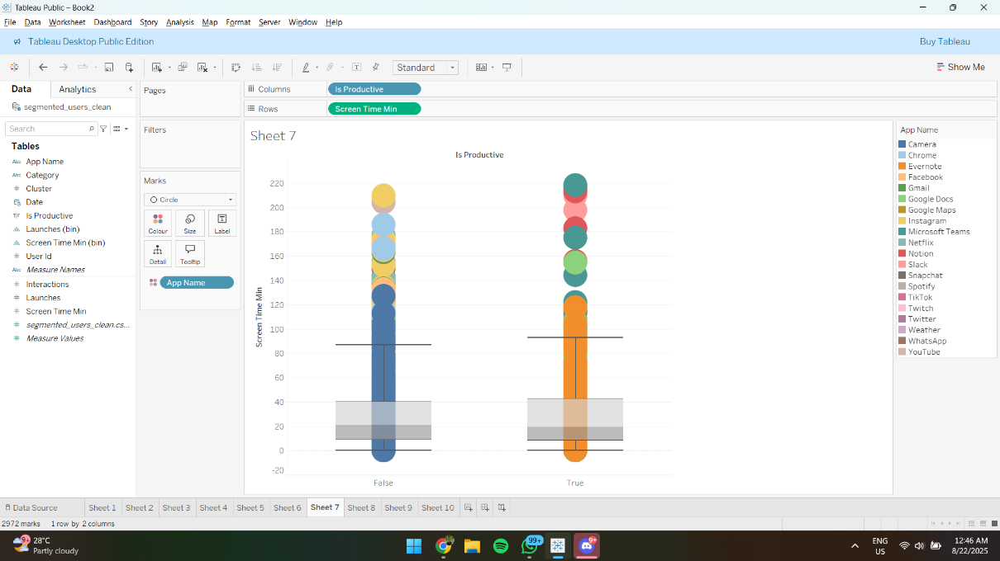 Tableau Public – Book2
File Data Worksheet Dashboard Story Analysis Map Format Server Window Help
Tableau Desktop Public Edition Buy Tableau
Standard Show Me
Data Analytics
segmented_users_clean
Search
Tables
Abc App Name
Abc Category
# Cluster
Date
T|F Is Productive
Launches (bin)
Screen Time Min (bin)
# User Id
Abc Measure Names
# Interactions
# Launches
# Screen Time Min
# segmented_users_clean.cs...
# Measure Values
Pages
Filters
Marks
Circle
Colour Size Label
Detail Tooltip
App Name
Columns Is Productive
Rows Screen Time Min
Sheet 7
Is Productive
Screen Time Min
220
200
180
160
140
120
100
80
60
40
20
0
-20
False True
App Name
Camera
Chrome
Evernote
Facebook
Gmail
Google Docs
Google Maps
Instagram
Microsoft Teams
Netflix
Notion
Slack
Snapchat
Spotify
TikTok
Twitch
Twitter
Weather
WhatsApp
YouTube
Data Source Sheet 1 Sheet 2 Sheet 3 Sheet 4 Sheet 5 Sheet 6 Sheet 7 Sheet 8 Sheet 9 Sheet 10
2972 marks 1 row by 2 columns
9+ 28°C
Partly cloudy
99+
9+
ENG
US
12:46 AM
8/22/2025